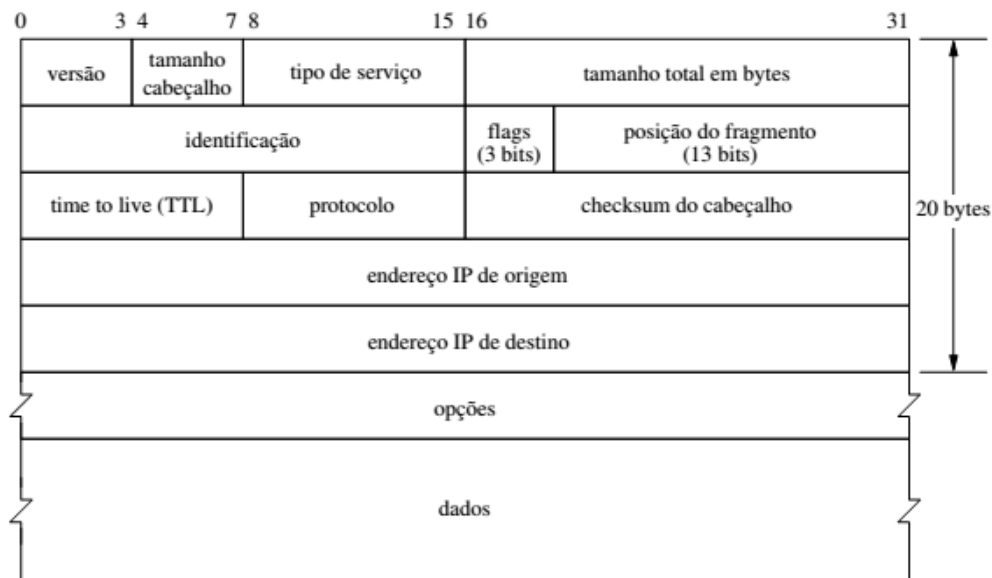 0 3 4 7 8 15 16 31
versão tamanho cabeçalho tipo de serviço tamanho total em bytes
identificação flags (3 bits) posição do fragmento (13 bits)
time to live (TTL) protocolo checksum do cabeçalho 20 bytes
endereço IP de origem
endereço IP de destino
opções
dados